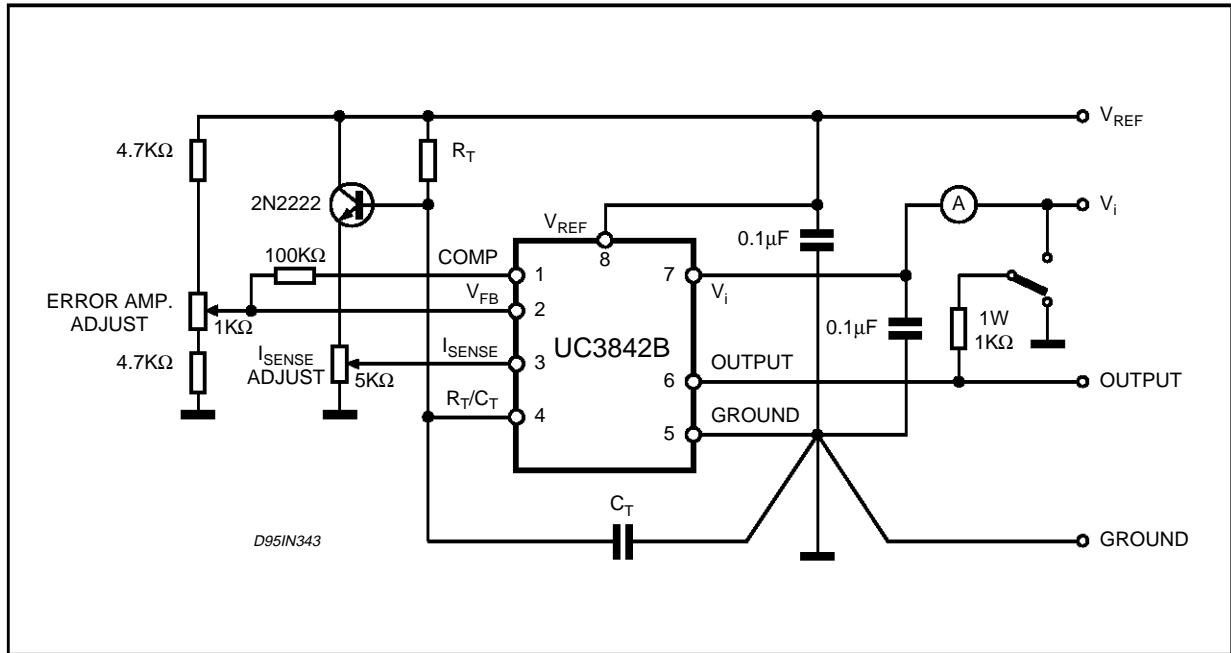 V_REF
4.7KΩ
R_T
2N2222
A
V_i
V_REF
8
0.1μF
100KΩ
COMP
1
7
V_i
ERROR AMP.
ADJUST
1KΩ
V_FB
2
0.1μF
1W
1KΩ
UC3842B
4.7KΩ
I_SENSE
ADJUST
5KΩ
I_SENSE
3
OUTPUT
6
OUTPUT
R_T/C_T
4
GROUND
5
C_T
D95IN343
GROUND